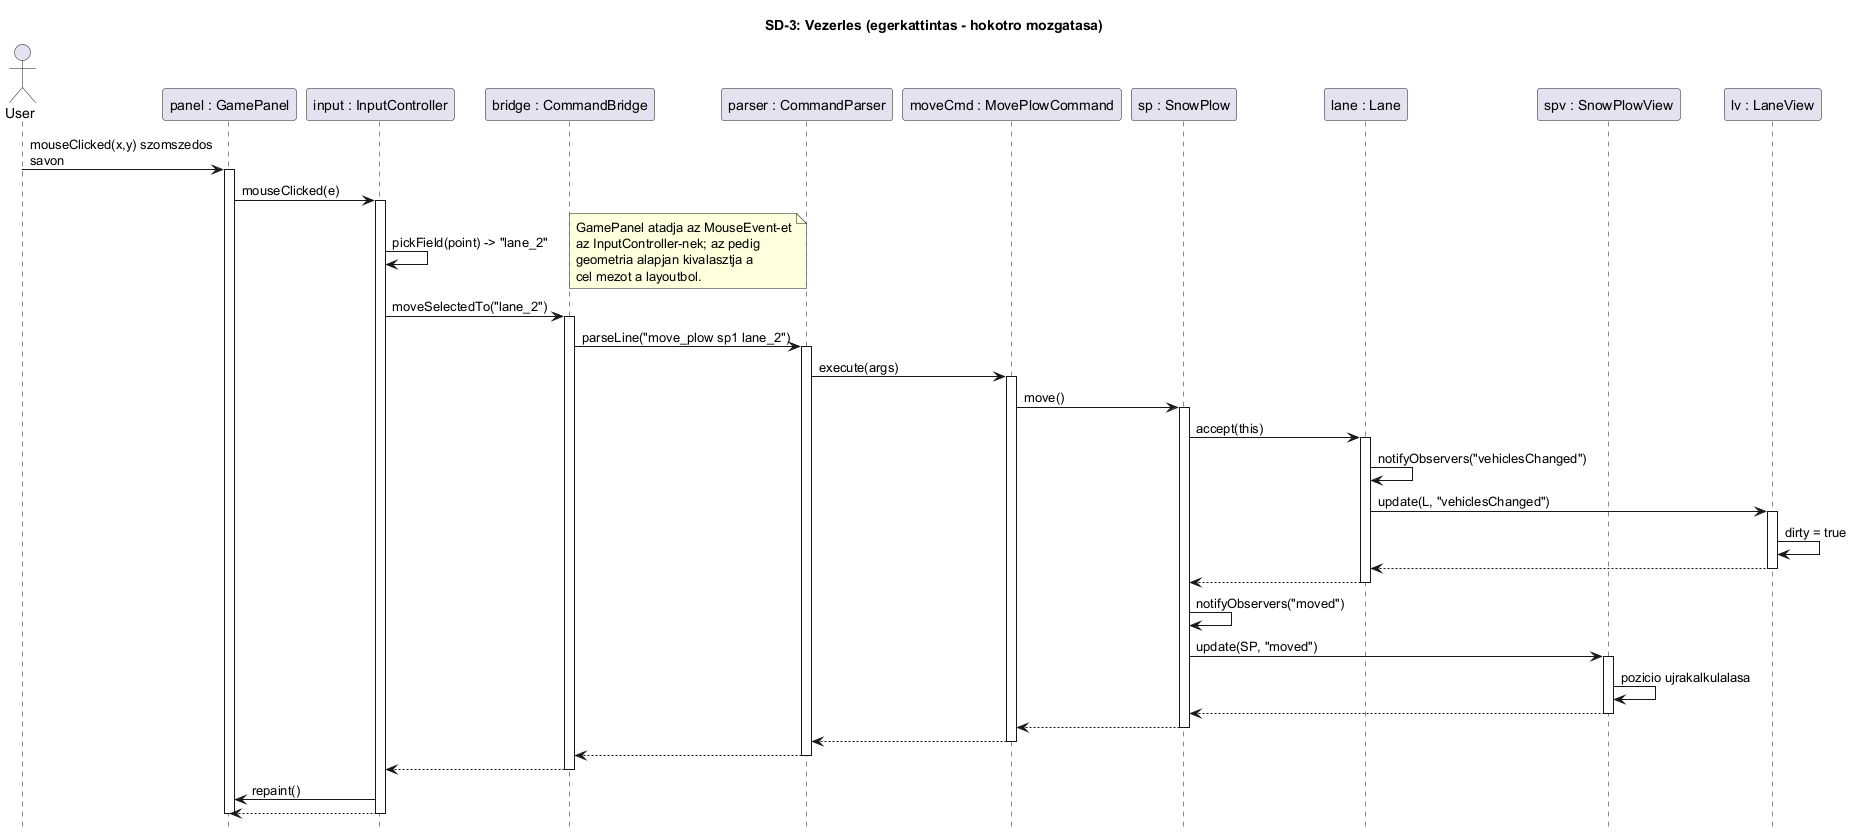 SD-3: Vezerles (egerkattintas - hokotro mozgatasa)
User
panel : GamePanel
input : InputController
bridge : CommandBridge
parser : CommandParser
moveCmd : MovePlowCommand
sp : SnowPlow
lane : Lane
spv : SnowPlowView
lv : LaneView
mouseClicked(x,y) szomszedos
savon
mouseClicked(e)
GamePanel atadja az MouseEvent-et
az InputController-nek; az pedig
geometria alapjan kivalasztja a
cel mezot a layoutbol.
pickField(point) -> "lane_2"
moveSelectedTo("lane_2")
parseLine("move_plow sp1 lane_2")
execute(args)
move()
accept(this)
notifyObservers("vehiclesChanged")
update(L, "vehiclesChanged")
dirty = true
notifyObservers("moved")
update(SP, "moved")
pozicio ujrakalkulalasa
repaint()